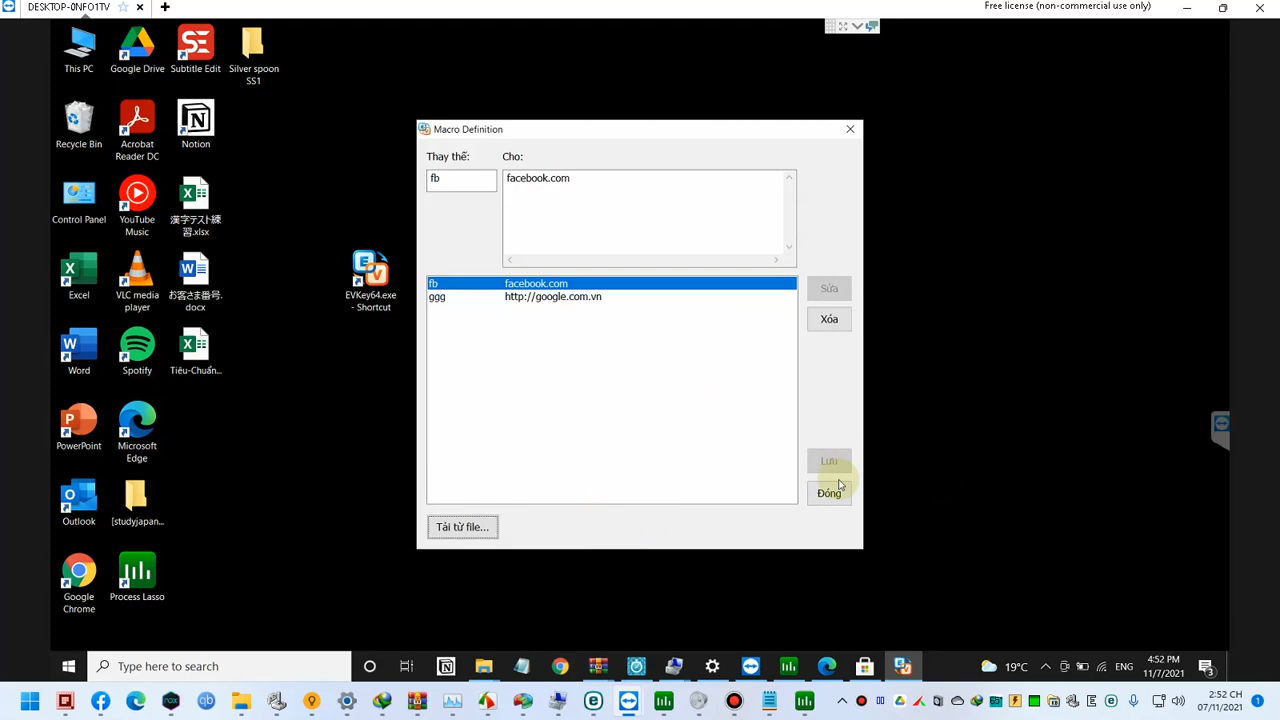 DESKTOP-0NFO1TV
Free license (non-commercial use only)
This PC
Google Drive
Subtitle Edit
Silver spoon
SS1
Recycle Bin
Acrobat
Reader DC
Notion
Control Panel
YouTube
Music
漢字テスト練
習.xlsx
Excel
VLC media
player
お客さま番号.
docx
EVKey64.exe
- Shortcut
Word
Spotify
Tiêu-Chuẩn...
PowerPoint
Microsoft
Edge
Outlook
[studyjapan...
Google
Chrome
Process Lasso
Macro Definition
Thay thế:
Cho:
fb
facebook.com
fb facebook.com
ggg http://google.com.vn
Sửa
Xóa
Lưu
Đóng
Tải từ file...
Type here to search
19°C
ENG
4:52 PM
11/7/2021
3
2:52 CH
07/11/2021
1